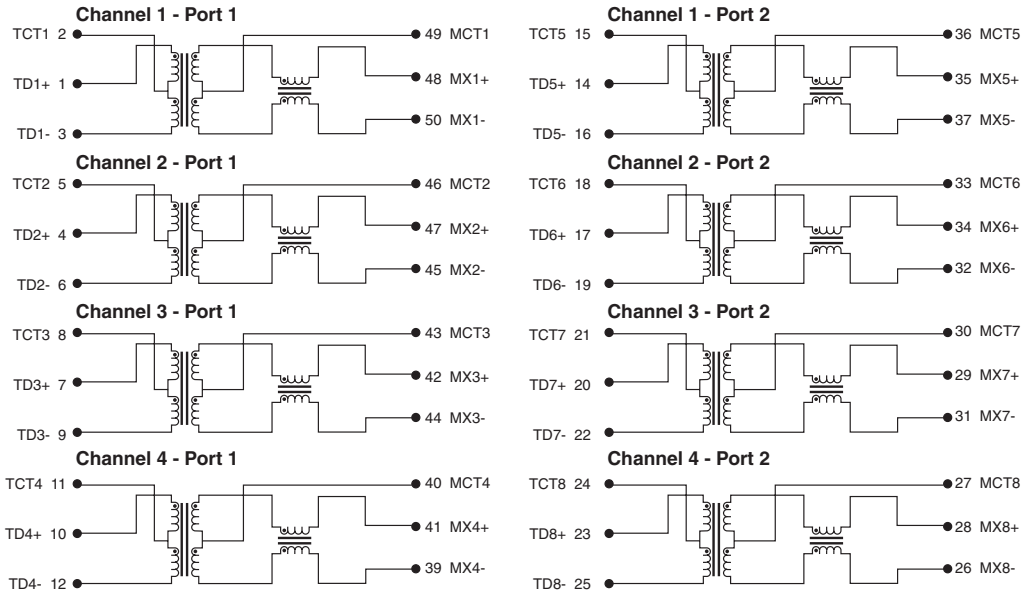 Channel 1 - Port 1
TCT1 2
49 MCT1
TD1+ 1
48 MX1+
50 MX1-
TD1- 3
Channel 2 - Port 1
TCT2 5
46 MCT2
TD2+ 4
47 MX2+
45 MX2-
TD2- 6
Channel 3 - Port 1
TCT3 8
43 MCT3
TD3+ 7
42 MX3+
44 MX3-
TD3- 9
Channel 4 - Port 1
TCT4 11
40 MCT4
TD4+ 10
41 MX4+
39 MX4-
TD4- 12
Channel 1 - Port 2
TCT5 15
36 MCT5
TD5+ 14
35 MX5+
37 MX5-
TD5- 16
Channel 2 - Port 2
TCT6 18
33 MCT6
TD6+ 17
34 MX6+
32 MX6-
TD6- 19
Channel 3 - Port 2
TCT7 21
30 MCT7
TD7+ 20
29 MX7+
31 MX7-
TD7- 22
Channel 4 - Port 2
TCT8 24
27 MCT8
TD8+ 23
28 MX8+
26 MX8-
TD8- 25